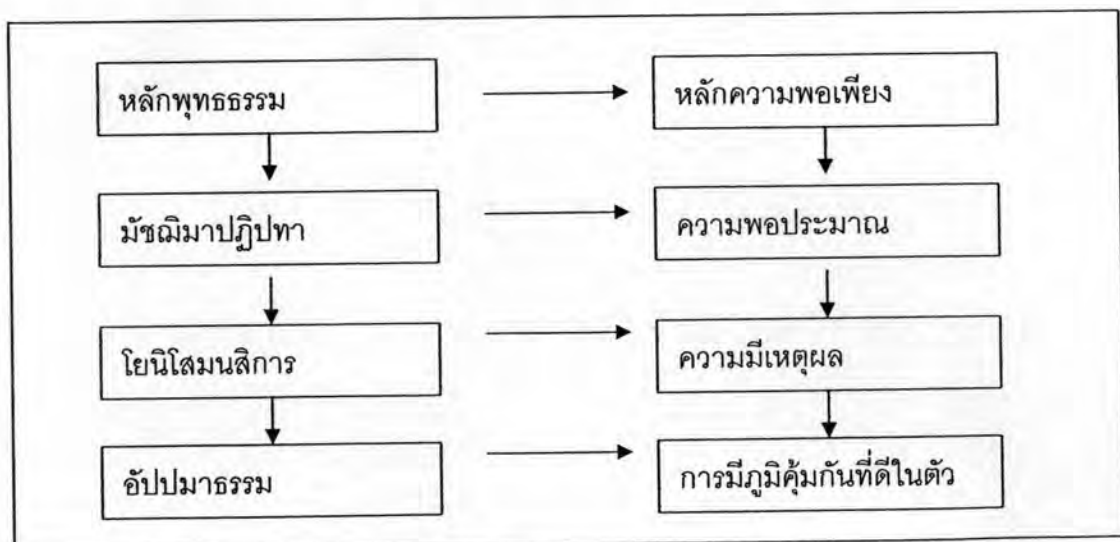 หลักพุทธธรรม
หลักความพอเพียง
มัชฌิมาปฏิปทา
ความพอประมาณ
โยนิโสมนสิการ
ความมีเหตุผล
อัปปมาธรรม
การมีภูมิคุ้มกันที่ดีในตัว